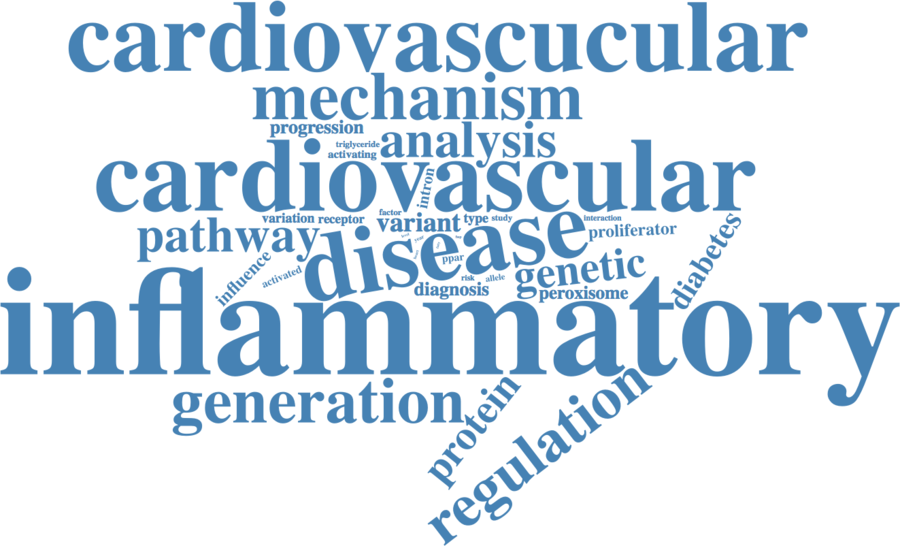 cardiovascucular
mechanism
progression
analysis
triglyceride
activating
cardiovascular
intron
factor
variation receptor
variant type study
interaction
pathway
disease
proliferator
diabetes
influence
activated
ppar
risk
allele
genetic
diagnosis
peroxisome
inflammatory
generation
protein
regulation